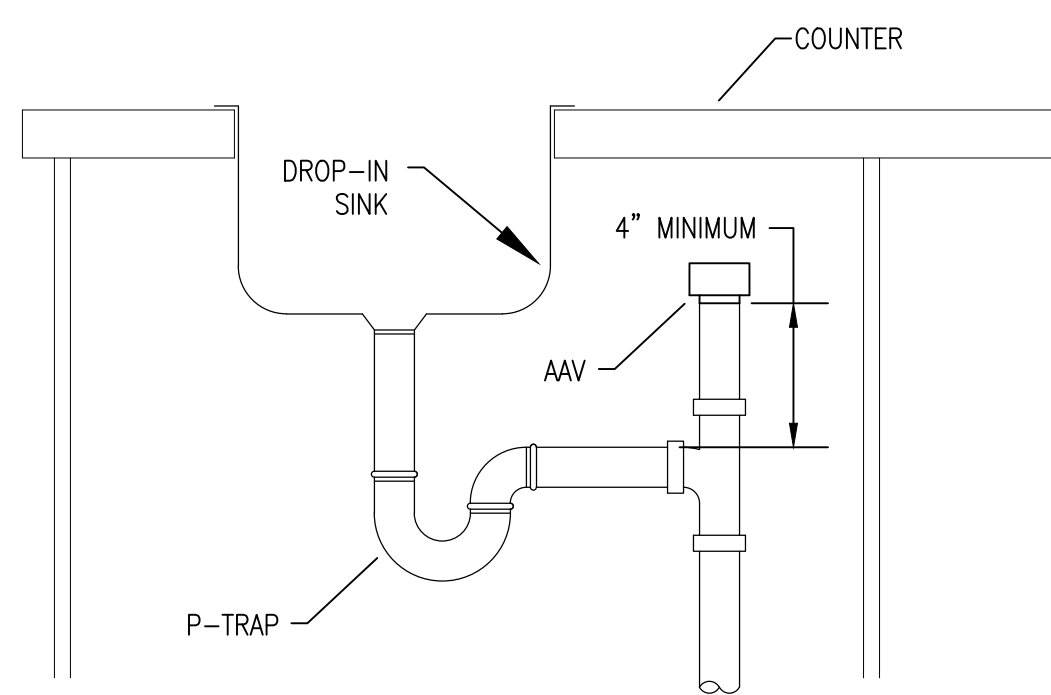 COUNTER
DROP-IN
SINK
4” MINIMUM
AAV
P-TRAP